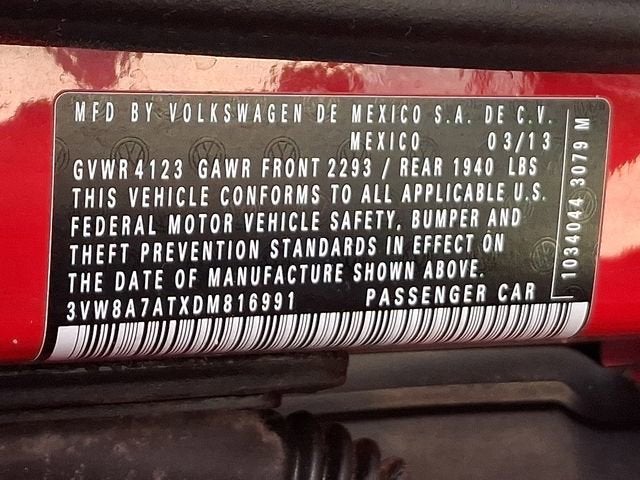 MFD BY VOLKSWAGEN DE MEXICO S.A. DE C.V.
MEXICO 03/13
GVWR 4123 GAWR FRONT 2293 / REAR 1940 LBS
THIS VEHICLE CONFORMS TO ALL APPLICABLE U.S.
FEDERAL MOTOR VEHICLE SAFETY, BUMPER AND
THEFT PREVENTION STANDARDS IN EFFECT ON
THE DATE OF MANUFACTURE SHOWN ABOVE.
3VW8A7ATXDM816991 PASSENGER CAR
1034044 3079 M